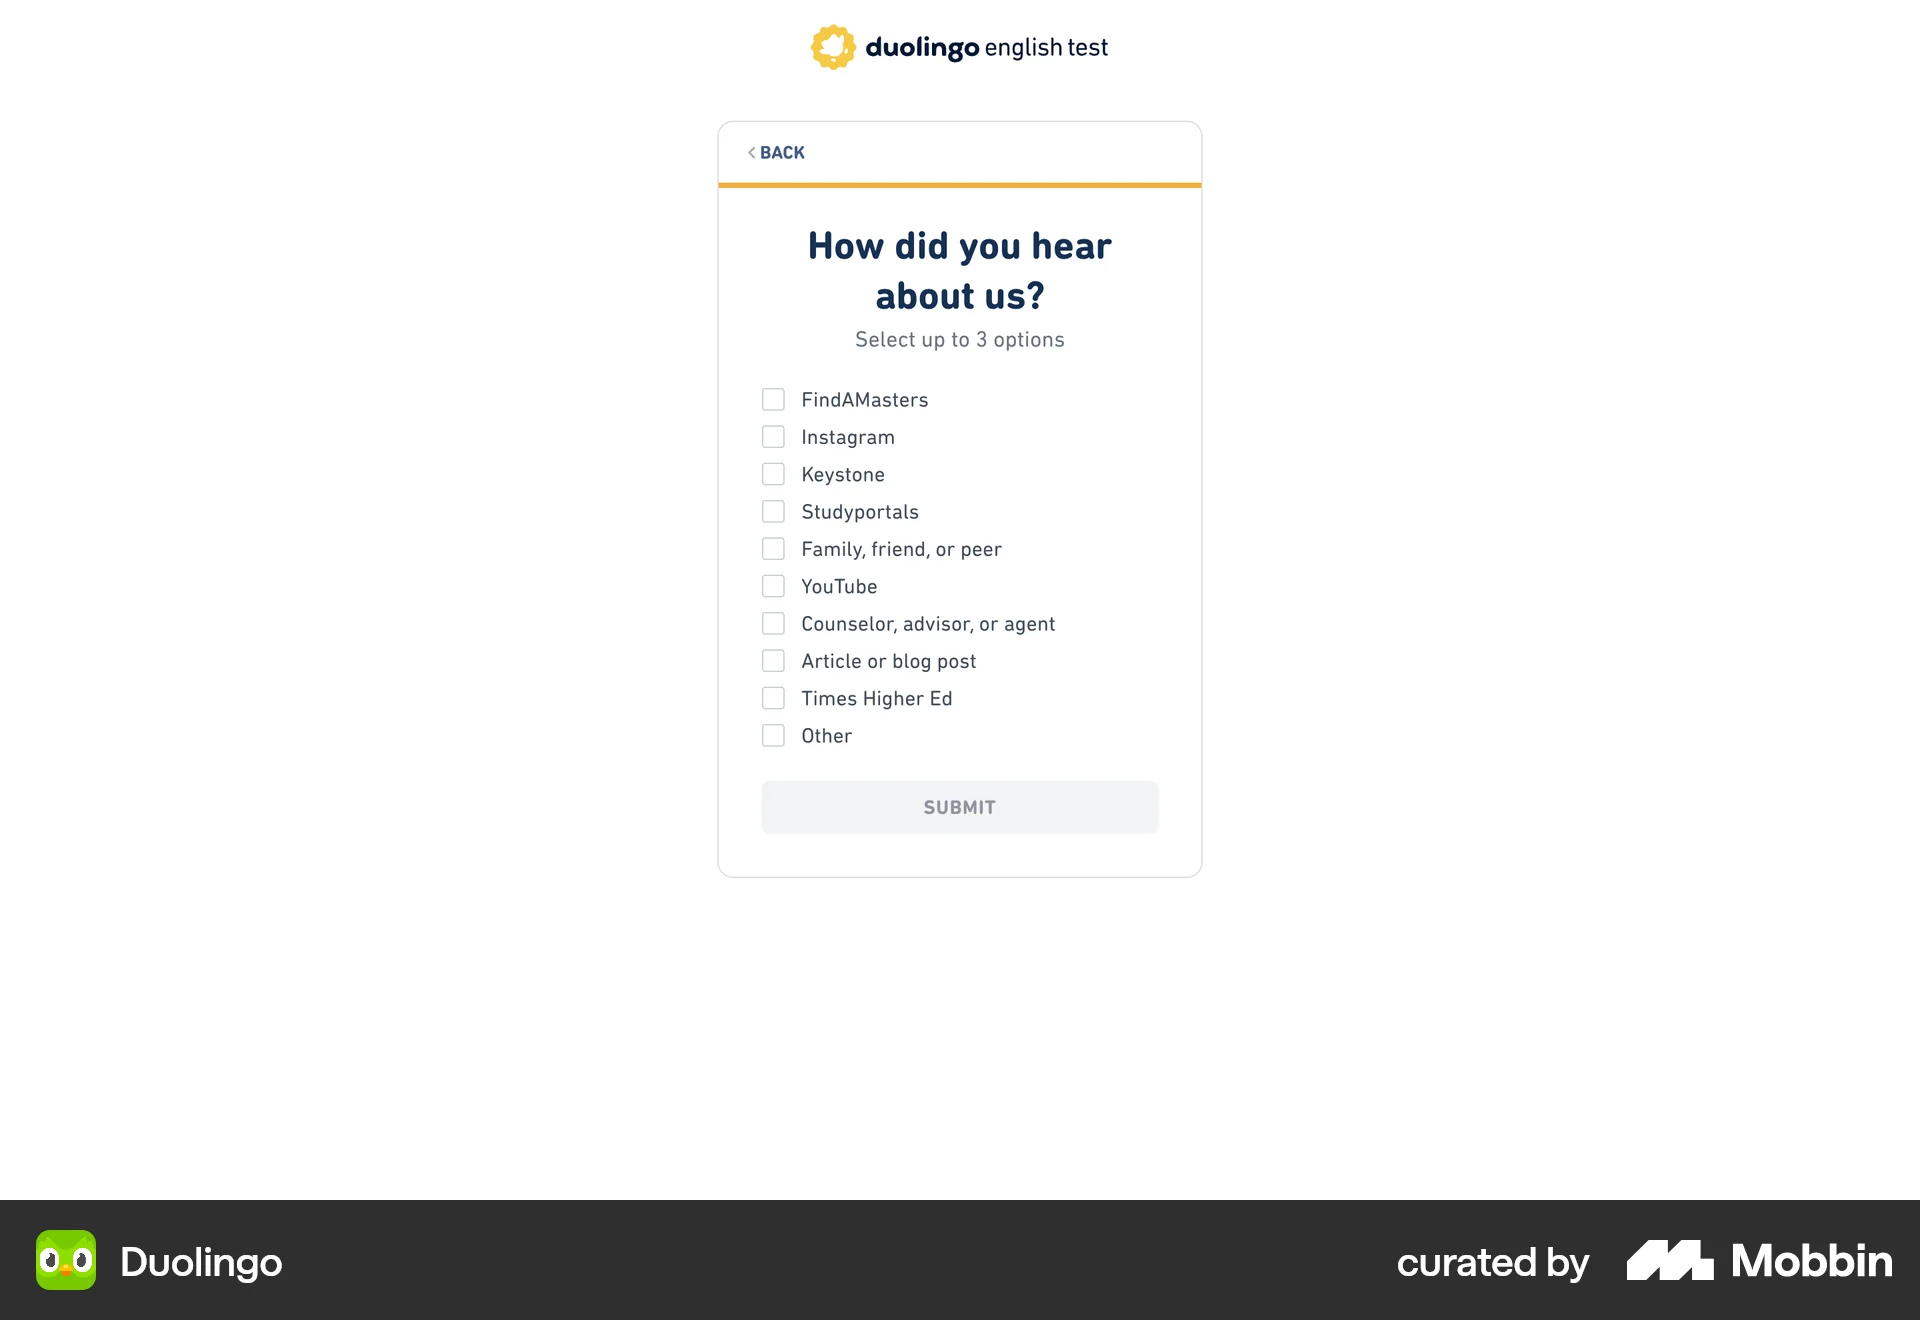 duolingo english test
BACK
How did you hear
about us?
Select up to 3 options
FindAMasters
Instagram
Keystone
Studyportals
Family, friend, or peer
YouTube
Counselor, advisor, or agent
Article or blog post
Times Higher Ed
Other
SUBMIT
Duolingo
curated by
Mobbin